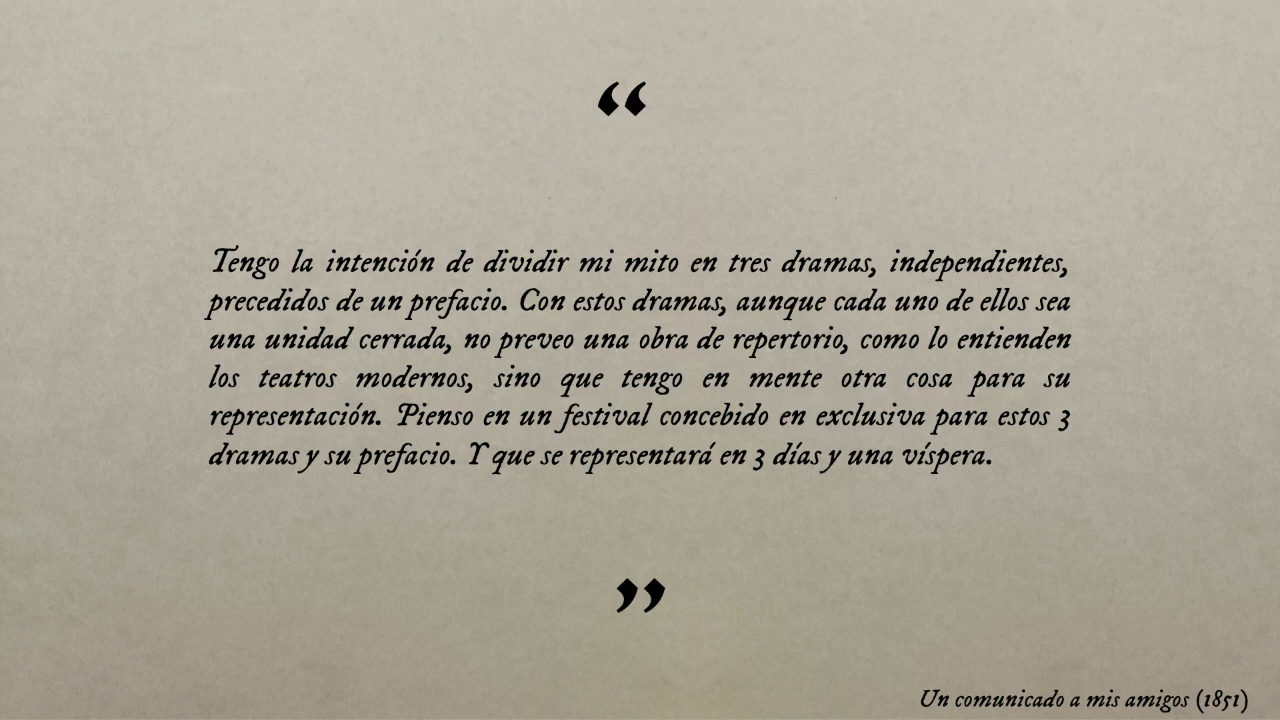 “
Tengo la intención de dividir mi mito en tres dramas, independientes,
precedidos de un prefacio. Con estos dramas, aunque cada uno de ellos sea
una unidad cerrada, no preveo una obra de repertorio, como lo entienden
los teatros modernos, sino que tengo en mente otra cosa para su
representación. Pienso en un festival concebido en exclusiva para estos 3
dramas y su prefacio. Y que se representará en 3 días y una víspera.
”
Un comunicado a mis amigos (1851)